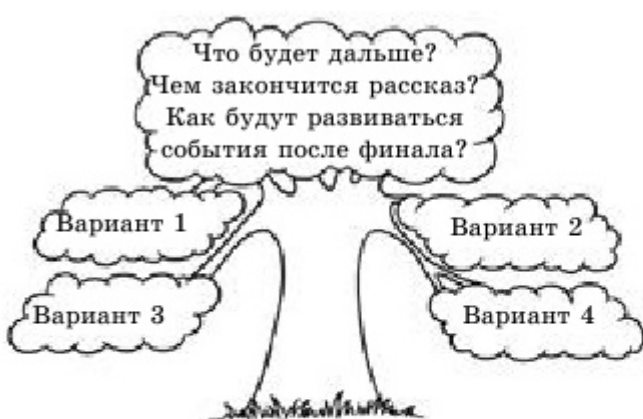 Что будет дальше?
Чем закончится рассказ?
Как будут развиваться
события после финала?
Вариант 1
Вариант 2
Вариант 3
Вариант 4